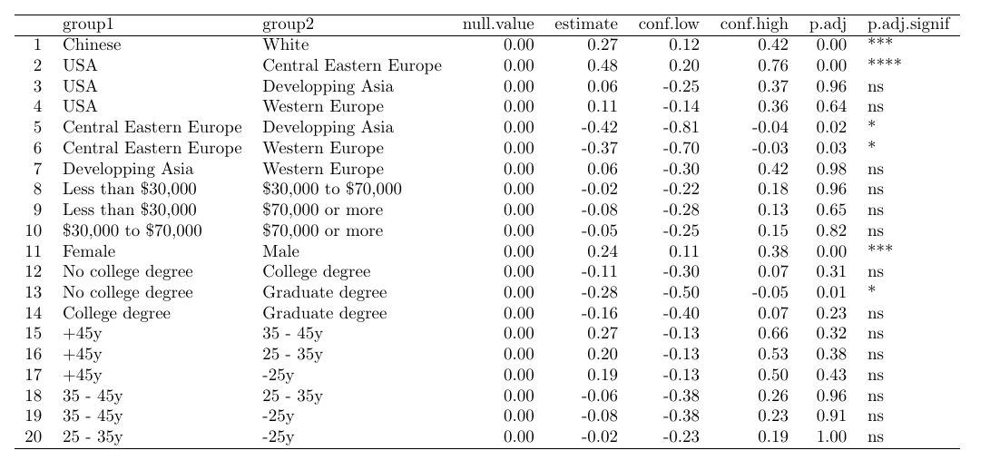 group1 group2 null.value estimate conf.low conf.high p.adj p.adj.signif
1 Chinese White 0.00 0.27 0.12 0.42 0.00 ***
2 USA Central Eastern Europe 0.00 0.48 0.20 0.76 0.00 ****
3 USA Developping Asia 0.00 0.06 -0.25 0.37 0.96 ns
4 USA Western Europe 0.00 0.11 -0.14 0.36 0.64 ns
5 Central Eastern Europe Developping Asia 0.00 -0.42 -0.81 -0.04 0.02 *
6 Central Eastern Europe Western Europe 0.00 -0.37 -0.70 -0.03 0.03 *
7 Developping Asia Western Europe 0.00 0.06 -0.30 0.42 0.98 ns
8 Less than $30,000 $30,000 to $70,000 0.00 -0.02 -0.22 0.18 0.96 ns
9 Less than $30,000 $70,000 or more 0.00 -0.08 -0.28 0.13 0.65 ns
10 $30,000 to $70,000 $70,000 or more 0.00 -0.05 -0.25 0.15 0.82 ns
11 Female Male 0.00 0.24 0.11 0.38 0.00 ***
12 No college degree College degree 0.00 -0.11 -0.30 0.07 0.31 ns
13 No college degree Graduate degree 0.00 -0.28 -0.50 -0.05 0.01 *
14 College degree Graduate degree 0.00 -0.16 -0.40 0.07 0.23 ns
15 +45y 35 - 45y 0.00 0.27 -0.13 0.66 0.32 ns
16 +45y 25 - 35y 0.00 0.20 -0.13 0.53 0.38 ns
17 +45y -25y 0.00 0.19 -0.13 0.50 0.43 ns
18 35 - 45y 25 - 35y 0.00 -0.06 -0.38 0.26 0.96 ns
19 35 - 45y -25y 0.00 -0.08 -0.38 0.23 0.91 ns
20 25 - 35y -25y 0.00 -0.02 -0.23 0.19 1.00 ns